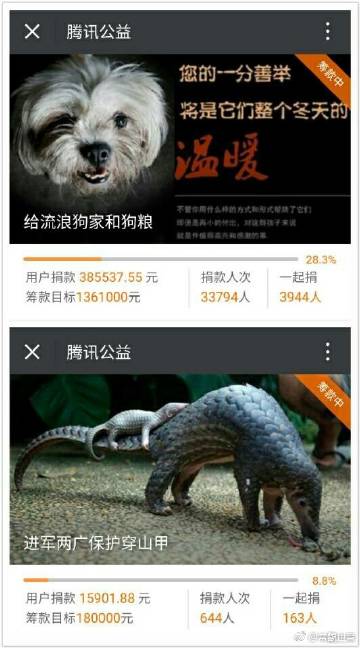 腾讯公益
筹款中
您的一分善举
将是它们整个冬天的
温暖
不管你用什么样的方式和形式帮助了它们
即使是再小的付出，对这群孩子来说
就是件值得高兴和感激的事.
给流浪狗家和狗粮
28.3%
用户捐款 385537.55 元
捐款人次
一起捐
筹款目标1361000元
33794人
3944人
腾讯公益
筹款中
进军两广保护穿山甲
8.8%
用户捐款 15901.88 元
捐款人次
一起捐
筹款目标180000元
644人
163人